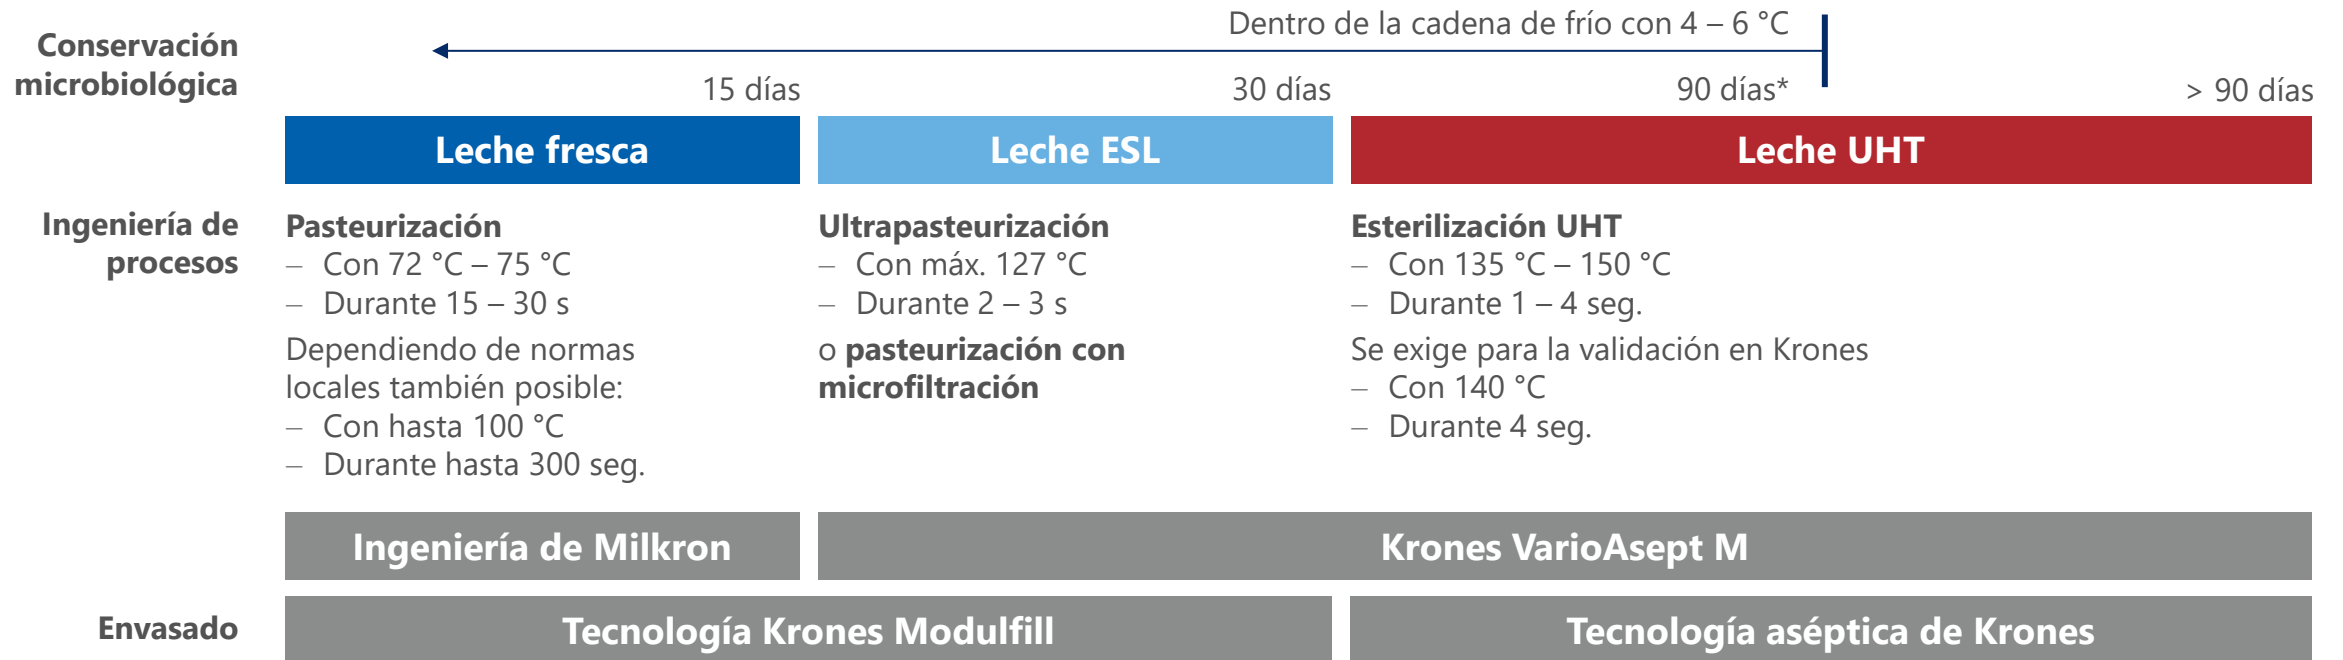 Dentro de la cadena de frío con 4 – 6 °C
Conservación
microbiológica
15 días
30 días
90 días*
> 90 días
Leche fresca
Leche ESL
Leche UHT
Ingeniería de
procesos
Pasteurización
– Con 72 °C – 75 °C
– Durante 15 – 30 s
Dependiendo de normas
locales también posible:
– Con hasta 100 °C
– Durante hasta 300 seg.
Ultrapasteurización
– Con máx. 127 °C
– Durante 2 – 3 s
o pasteurización con
microfiltración
Esterilización UHT
– Con 135 °C – 150 °C
– Durante 1 – 4 seg.
Se exige para la validación en Krones
– Con 140 °C
– Durante 4 seg.
Ingeniería de Milkron
Krones VarioAsept M
Envasado
Tecnología Krones Modulfill
Tecnología aséptica de Krones